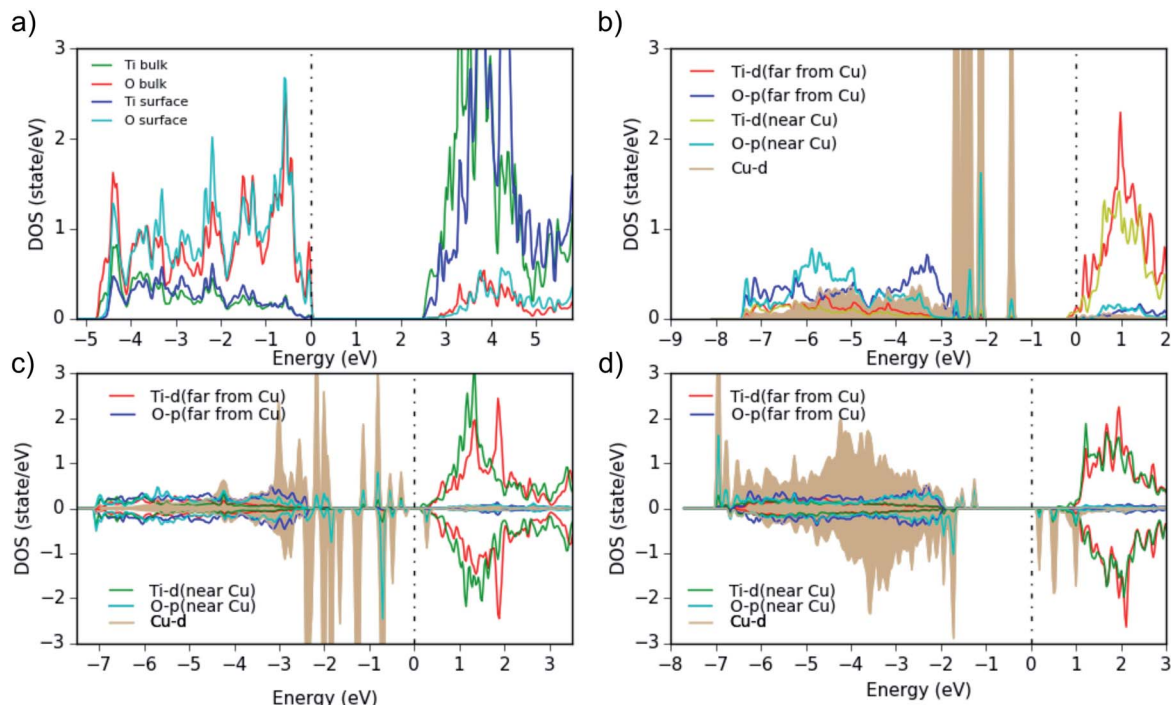 a)
3
2
1
0
DOS (state/eV)
Ti bulk
O bulk
Ti surface
O surface
−5 −4 −3 −2 −1 0 1 2 3 4 5
Energy (eV)
b)
3
2
1
0
DOS (state/eV)
Ti-d(far from Cu)
O-p(far from Cu)
Ti-d(near Cu)
O-p(near Cu)
Cu-d
−9 −8 −7 −6 −5 −4 −3 −2 −1 0 1 2
Energy (eV)
c)
3
2
1
0
−1
−2
−3
DOS (state/eV)
Ti-d(far from Cu)
O-p(far from Cu)
Ti-d(near Cu)
O-p(near Cu)
Cu-d
−7 −6 −5 −4 −3 −2 −1 0 1 2 3
Energy (eV)
d)
3
2
1
0
−1
−2
−3
DOS (state/eV)
Ti-d(far from Cu)
O-p(far from Cu)
Ti-d(near Cu)
O-p(near Cu)
Cu-d
−8 −7 −6 −5 −4 −3 −2 −1 0 1 2 3
Energy (eV)